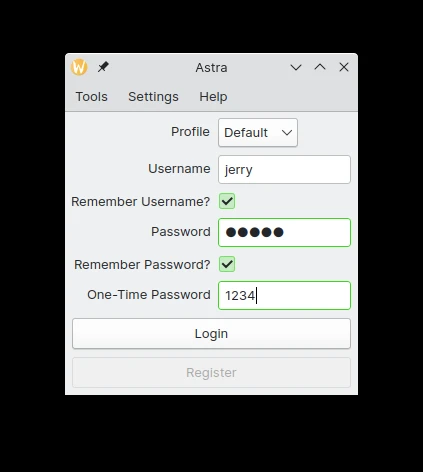 Astra
Tools Settings Help
Profile Default
Username jerry
Remember Username?
Password ●●●●●
Remember Password?
One-Time Password 1234
Login
Register